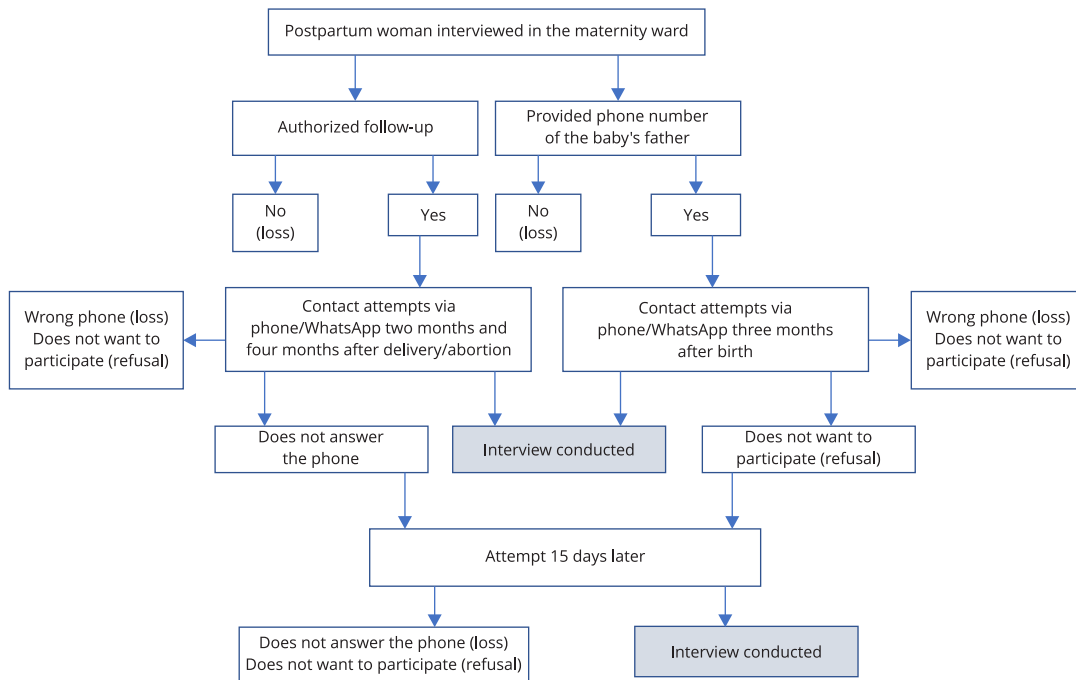 Postpartum woman interviewed in the maternity ward
Authorized follow-up
Provided phone number
of the baby's father
No
(loss)
Yes
No
(loss)
Yes
Wrong phone (loss)
Does not want to
participate (refusal)
Contact attempts via
phone/WhatsApp two months and
four months after delivery/abortion
Contact attempts via
phone/WhatsApp three months
after birth
Wrong phone (loss)
Does not want to
participate (refusal)
Does not answer
the phone
Interview conducted
Does not want to
participate (refusal)
Attempt 15 days later
Does not answer the phone (loss)
Does not want to participate (refusal)
Interview conducted